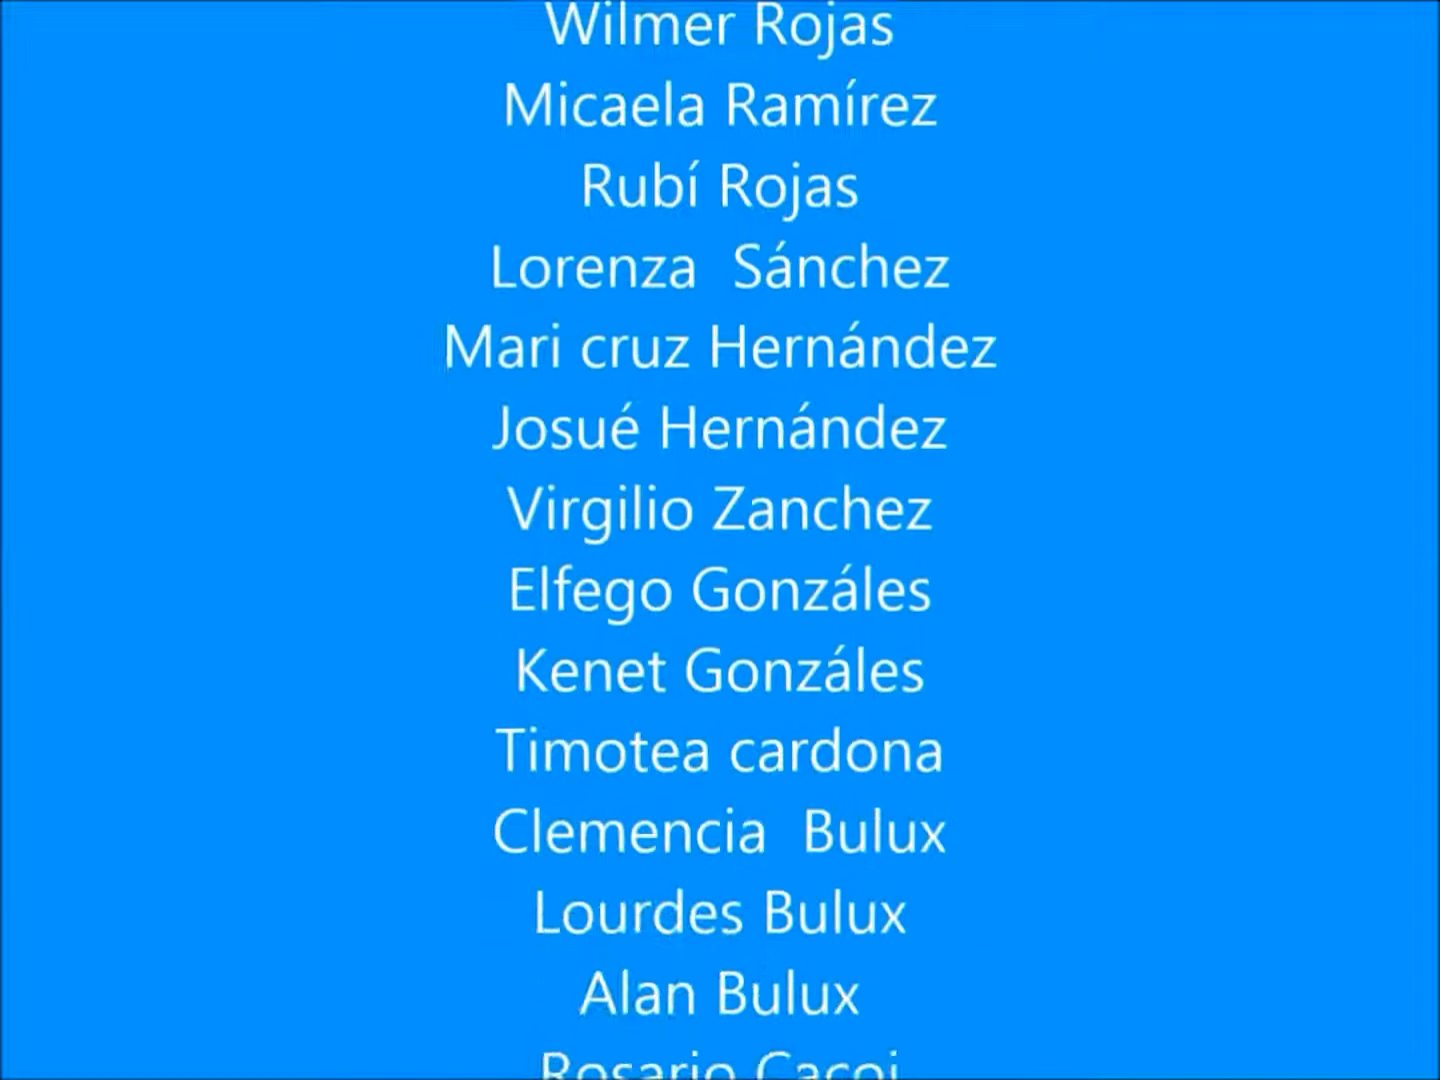 Wilmer Rojas
Micaela Ramírez
Rubí Rojas
Lorenza  Sánchez
Mari cruz Hernández
Josué Hernández
Virgilio Zanchez
Elfego Gonzáles
Kenet Gonzáles
Timotea cardona
Clemencia  Bulux
Lourdes Bulux
Alan Bulux
Rosario